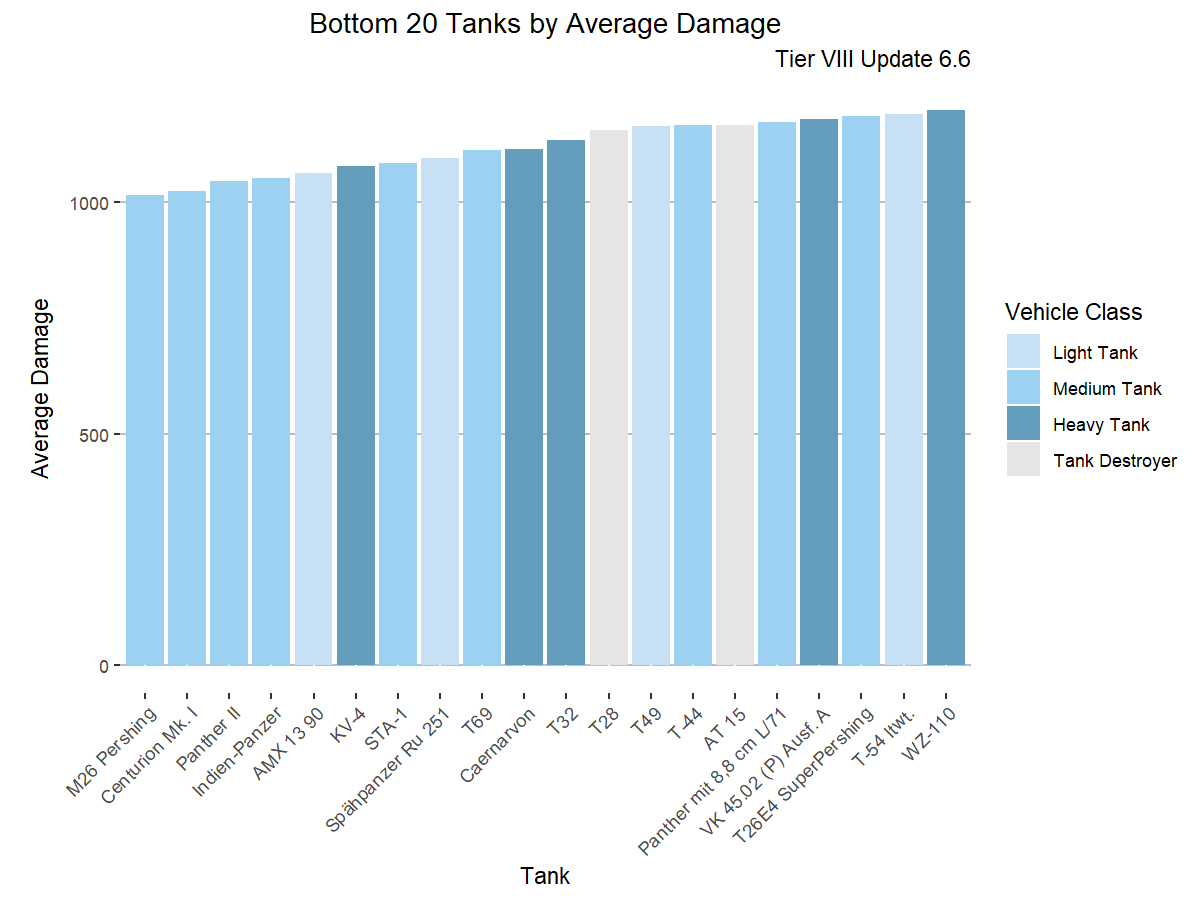 Bottom 20 Tanks by Average Damage
Tier VIII Update 6.6
Average Damage
1000
500
0
M26 Pershing
Centurion Mk. I
Panther II
Indien-Panzer
AMX 13 90
KV-4
STA-1
Spähpanzer Ru 251
T69
Caernarvon
T32
T28
T49
T-44
AT 15
Panther mit 8,8 cm L/71
VK 45.02 (P) Ausf. A
T26E4 SuperPershing
T-54 ltwt.
WZ-110
Tank
Vehicle Class
Light Tank
Medium Tank
Heavy Tank
Tank Destroyer